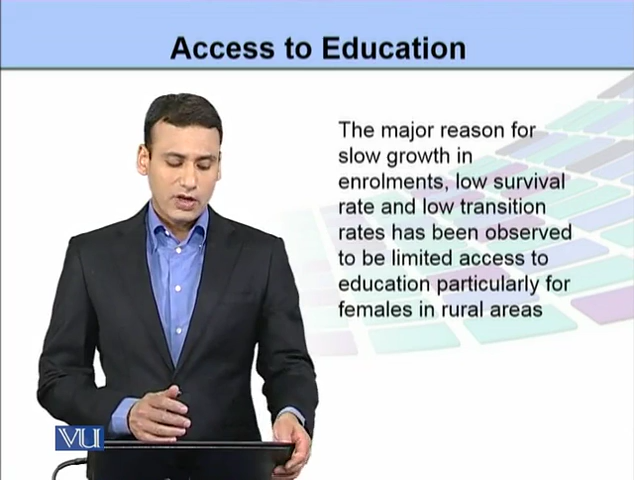 Access to Education
The major reason for
slow growth in
enrolments, low survival
rate and low transition
rates has been observed
to be limited access to
education particularly for
females in rural areas
VU